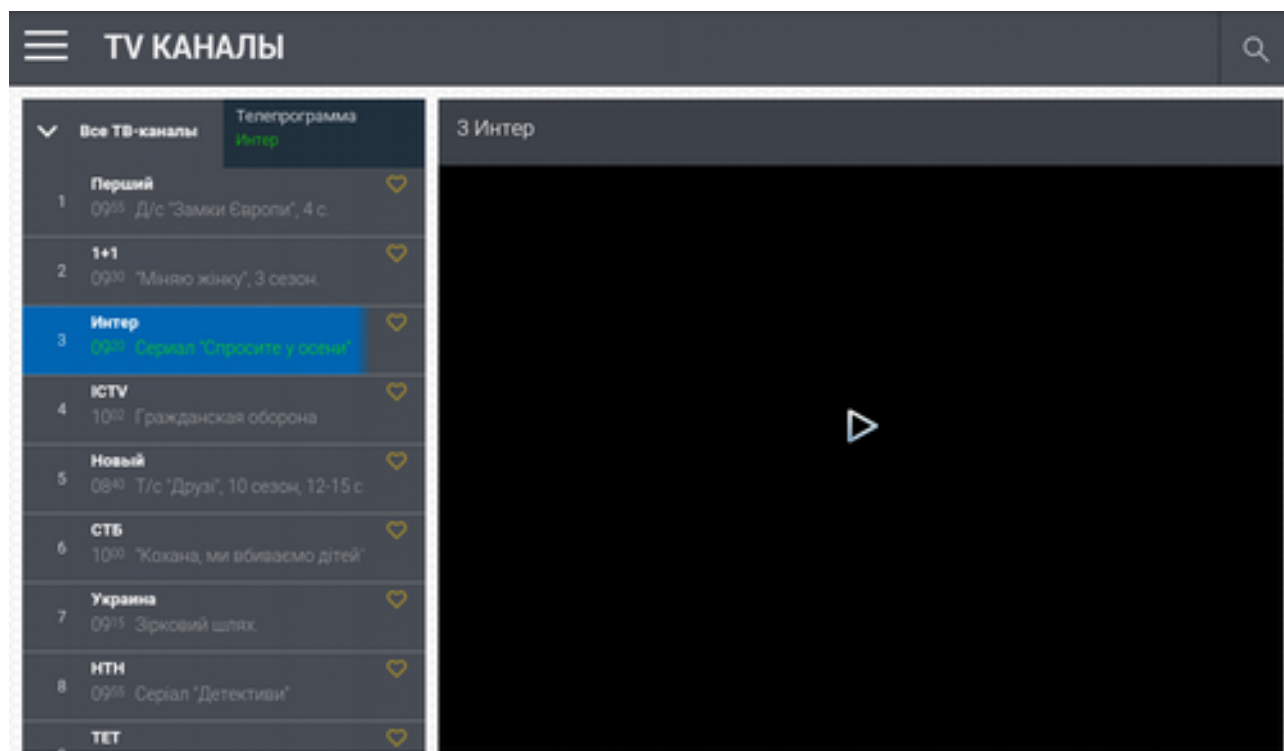 TV КАНАЛЫ
Все ТВ-каналы
Телепрограмма
Интер
3 Интер
1
Перший
09⁵⁵ Д/с "Замки Європи", 4 с.
2
1+1
09³⁰ "Міняю жінку", 3 сезон.
3
Интер
09²⁰ Сериал "Спросите у осени"
4
ICTV
10⁰² Гражданская оборона
5
Новый
08⁴⁰ Т/с "Друзі", 10 сезон, 12-15 с
6
СТБ
10⁰⁰ "Кохана, ми вбиваємо дітей"
7
Украина
09¹⁵ Зірковий шлях.
8
НТН
09⁵⁵ Серіал "Детективи"
ТЕТ